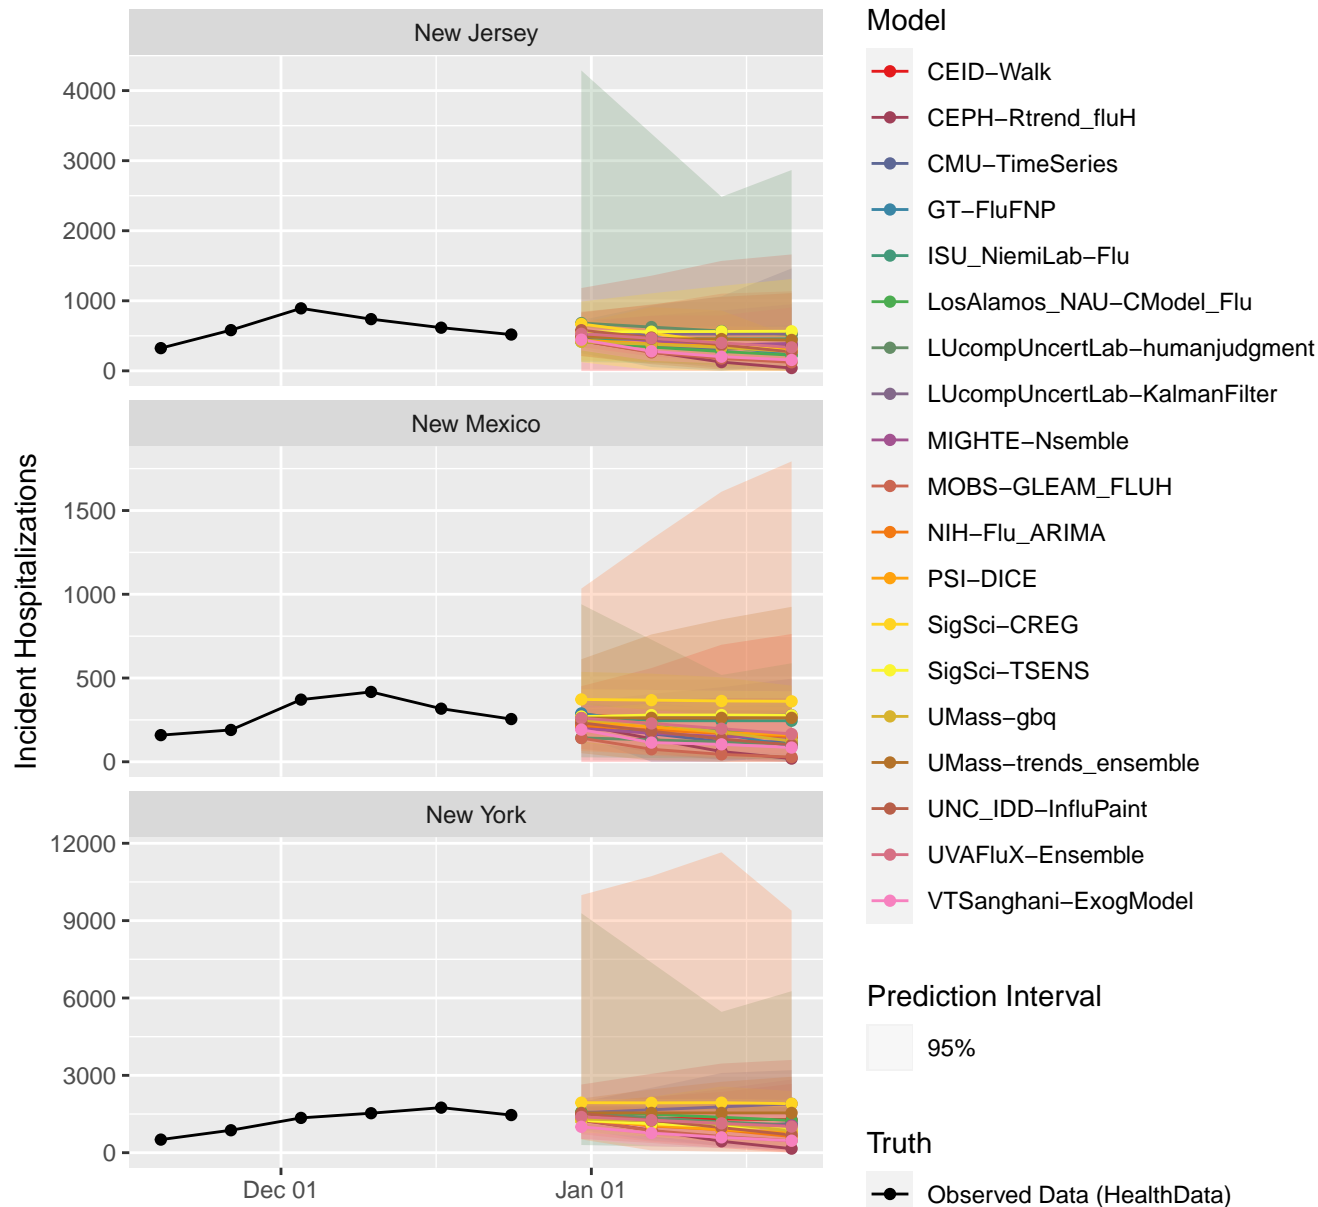 New Jersey
4000
3000
2000
1000
0
New Mexico
1500
1000
500
0
New York
12000
9000
6000
3000
0
Dec 01
Jan 01
Incident Hospitalizations
Model
CEID−Walk
CEPH−Rtrend_fluH
CMU−TimeSeries
GT−FluFNP
ISU_NiemiLab−Flu
LosAlamos_NAU−CModel_Flu
LUcompUncertLab−humanjudgment
LUcompUncertLab−KalmanFilter
MIGHTE−Nsemble
MOBS−GLEAM_FLUH
NIH−Flu_ARIMA
PSI−DICE
SigSci−CREG
SigSci−TSENS
UMass−gbq
UMass−trends_ensemble
UNC_IDD−InfluPaint
UVAFluX−Ensemble
VTSanghani−ExogModel
Prediction Interval
95%
Truth
Observed Data (HealthData)